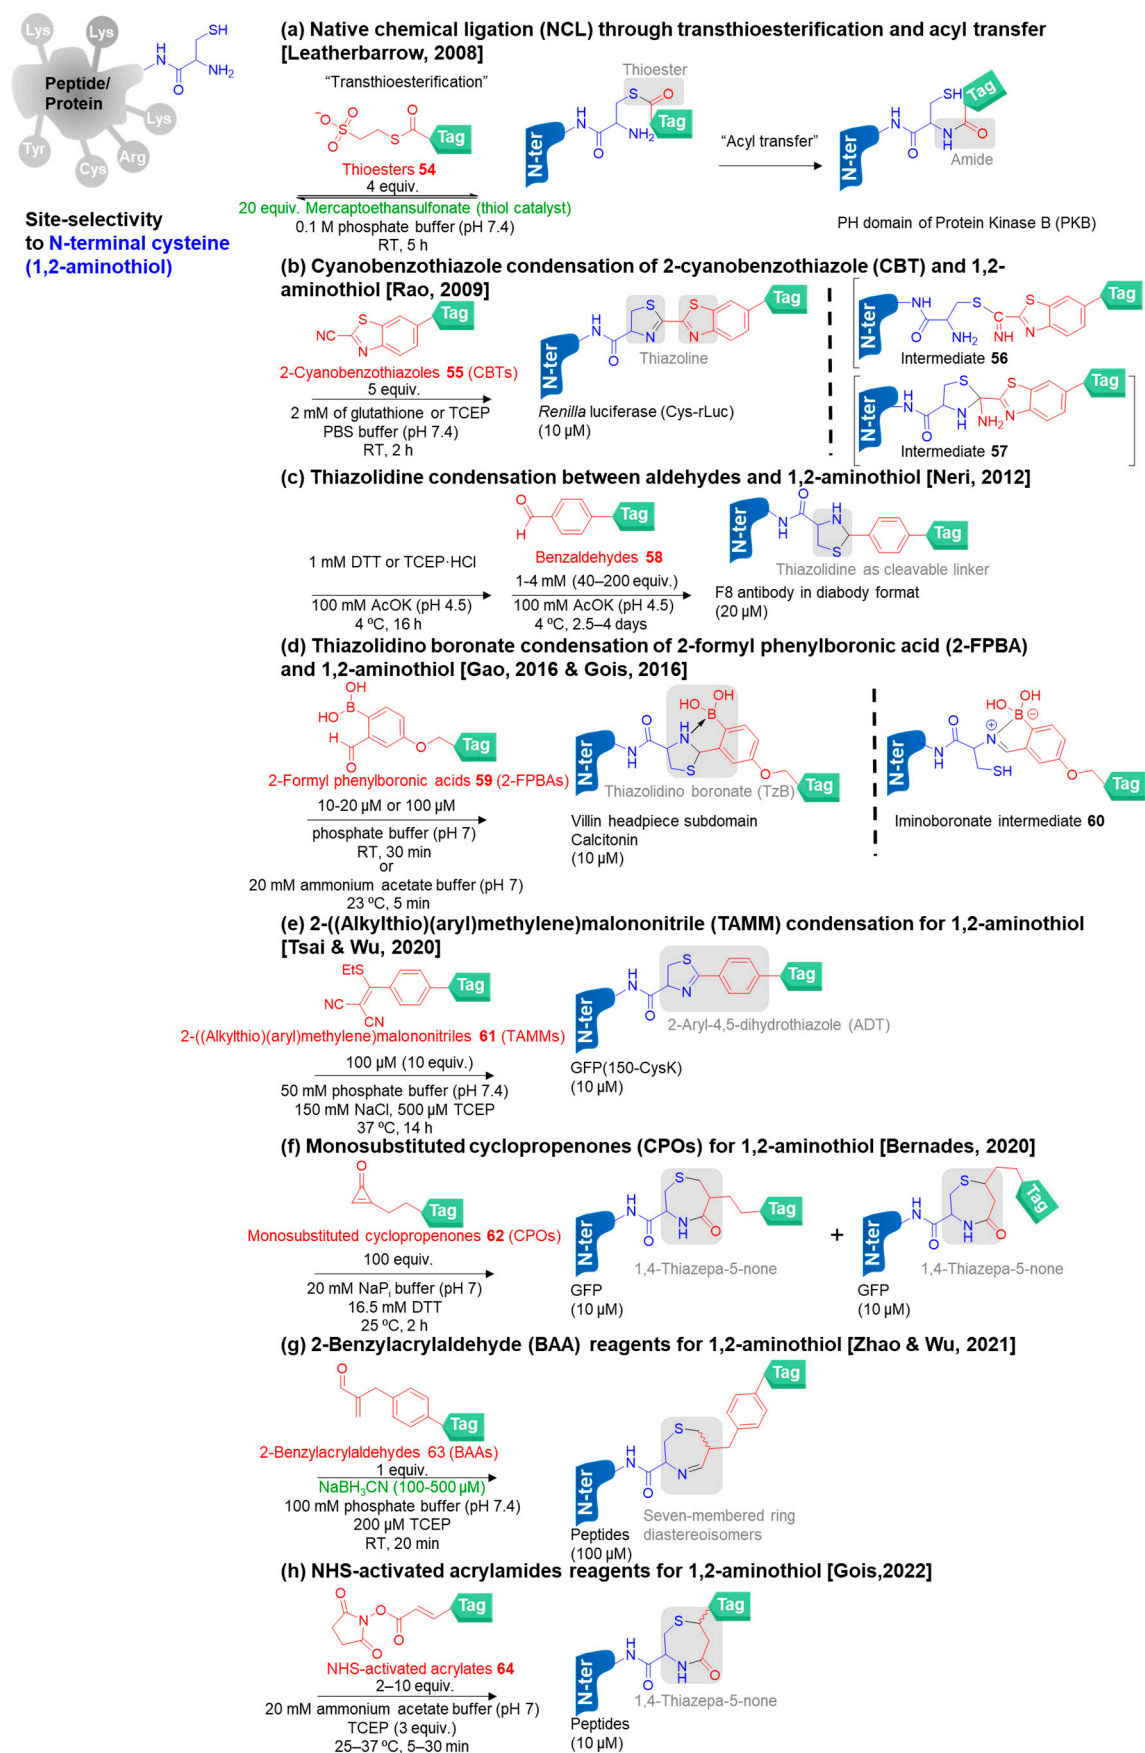 Lys
Lys
SH
H
N
NH₂
O
Peptide/
Protein
Lys
Tyr
Cys
Arg
Site-selectivity
to N-terminal cysteine
(1,2-aminothiol)
(a) Native chemical ligation (NCL) through transthioesterification and acyl transfer
[Leatherbarrow, 2008]
"Transthioesterification"
⁻O
S
O
O
O
S
Tag
Thioesters 54
4 equiv.
20 equiv. Mercaptoethansulfonate (thiol catalyst)
0.1 M phosphate buffer (pH 7.4)
RT, 5 h
Thioester
S
O
Tag
H
N
NH₂
O
N-ter
"Acyl transfer"
SH
Tag
H
N
O
N
H
O
Amide
N-ter
PH domain of Protein Kinase B (PKB)
(b) Cyanobenzothiazole condensation of 2-cyanobenzothiazole (CBT) and 1,2-
aminothiol [Rao, 2009]
Tag
S
NC
N
2-Cyanobenzothiazoles 55 (CBTs)
5 equiv.
2 mM of glutathione or TCEP
PBS buffer (pH 7.4)
RT, 2 h
Tag
S
S
H
N
N
N
O
Thiazoline
N-ter
Renilla luciferase (Cys-rLuc)
(10 µM)
N-ter
NH
S
S
Tag
O
NH₂
NH
N
Intermediate 56
N-ter
H
N
S
S
Tag
O
N
H
NH₂
N
Intermediate 57
(c) Thiazolidine condensation between aldehydes and 1,2-aminothiol [Neri, 2012]
1 mM DTT or TCEP·HCl
100 mM AcOK (pH 4.5)
4 ºC, 16 h
O
H
Tag
Benzaldehydes 58
1-4 mM (40–200 equiv.)
100 mM AcOK (pH 4.5)
4 ºC, 2.5–4 days
N-ter
O
H
N
N
H
S
Tag
Thiazolidine as cleavable linker
F8 antibody in diabody format
(20 µM)
(d) Thiazolidino boronate condensation of 2-formyl phenylboronic acid (2-FPBA)
and 1,2-aminothiol [Gao, 2016 & Gois, 2016]
OH
B
HO
H
O
O
Tag
2-Formyl phenylboronic acids 59 (2-FPBAs)
10-20 µM or 100 µM
phosphate buffer (pH 7)
RT, 30 min
or
20 mM ammonium acetate buffer (pH 7)
23 ºC, 5 min
HO
OH
B
O
H
N
N
H
S
O
Tag
N-ter
Thiazolidino boronate (TzB)
Villin headpiece subdomain
Calcitonin
(10 µM)
OH
HO
B
⊖
⊕
O
N
N
H
SH
O
Tag
N-ter
Iminoboronate intermediate 60
(e) 2-((Alkylthio)(aryl)methylene)malononitrile (TAMM) condensation for 1,2-aminothiol
[Tsai & Wu, 2020]
EtS
Tag
NC
CN
2-((Alkylthio)(aryl)methylene)malononitriles 61 (TAMMs)
100 µM (10 equiv.)
50 mM phosphate buffer (pH 7.4)
150 mM NaCl, 500 µM TCEP
37 ºC, 14 h
S
H
N
N
O
Tag
N-ter
2-Aryl-4,5-dihydrothiazole (ADT)
GFP(150-CysK)
(10 µM)
(f) Monosubstituted cyclopropenones (CPOs) for 1,2-aminothiol [Bernades, 2020]
O
Tag
Monosubstituted cyclopropenones 62 (CPOs)
100 equiv.
20 mM NaPᵢ buffer (pH 7)
16.5 mM DTT
25 ºC, 2 h
S
H
N
N
H
O
O
Tag
N-ter
1,4-Thiazepa-5-none
GFP
(10 µM)
+
S
H
N
N
H
O
O
Tag
N-ter
1,4-Thiazepa-5-none
GFP
(10 µM)
(g) 2-Benzylacrylaldehyde (BAA) reagents for 1,2-aminothiol [Zhao & Wu, 2021]
O
Tag
2-Benzylacrylaldehydes 63 (BAAs)
1 equiv.
NaBH₃CN (100-500 µM)
100 mM phosphate buffer (pH 7.4)
200 µM TCEP
RT, 20 min
Tag
S
H
N
N
O
N-ter
Seven-membered ring
diastereoisomers
Peptides
(100 µM)
(h) NHS-activated acrylamides reagents for 1,2-aminothiol [Gois,2022]
O
O
N
O
O
Tag
NHS-activated acrylates 64
2–10 equiv.
20 mM ammonium acetate buffer (pH 7)
TCEP (3 equiv.)
25–37 ºC, 5–30 min
Tag
S
H
N
N
H
O
O
N-ter
1,4-Thiazepa-5-none
Peptides
(10 µM)